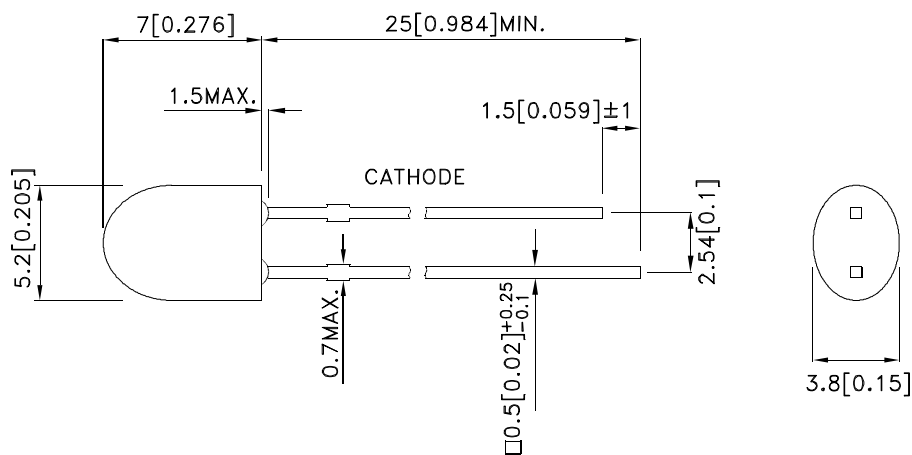 7[0.276]
25[0.984]MIN.
1.5MAX.
1.5[0.059]±1
CATHODE
5.2[0.205]
2.54[0.1]
0.7MAX.
□0.5[0.02]+0.25 -0.1
3.8[0.15]